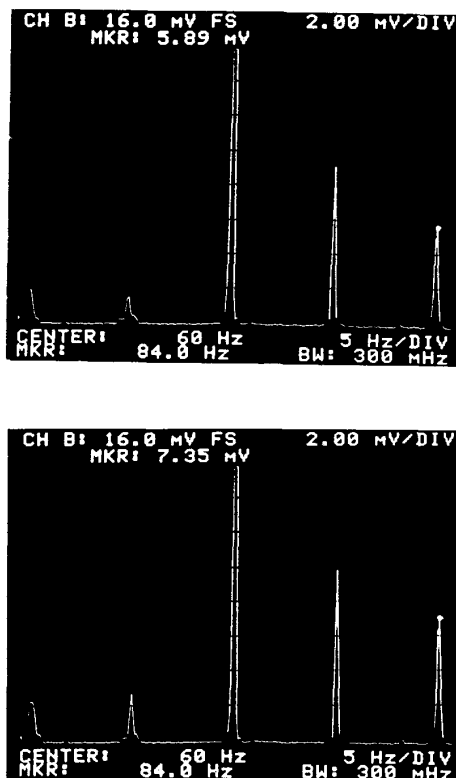 CH B: 16.0 mV FS 2.00 mV/DIV
MKR: 5.89 mV
CENTER: 60 Hz 5 Hz/DIV
MKR: 84.0 Hz BW: 300 mHz
CH B: 16.0 mV FS 2.00 mV/DIV
MKR: 7.35 mV
CENTER: 60 Hz 5 Hz/DIV
MKR: 84.0 Hz BW: 300 mHz